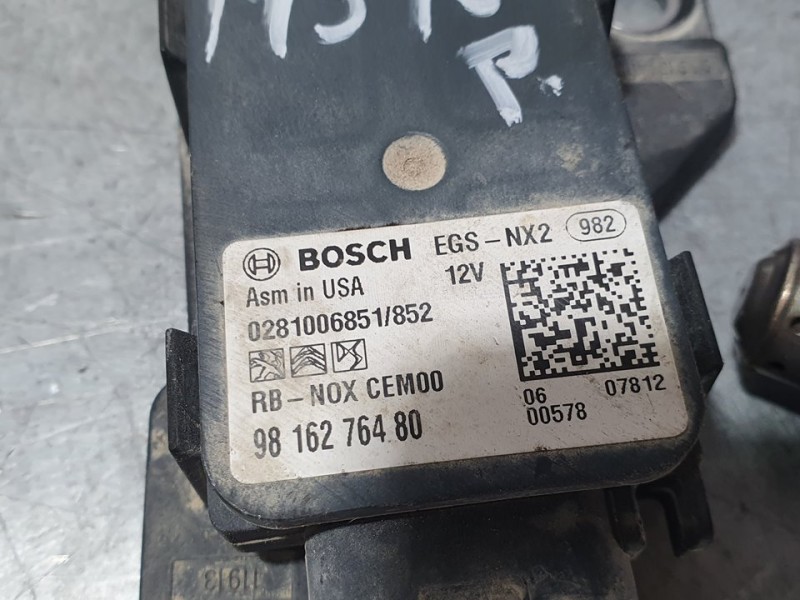 P.
BOSCH EGS - NX2 982
Asm in USA 12V
0281006851/852
RB - NOX CEM00
98 162 764 80
06 07812
00578